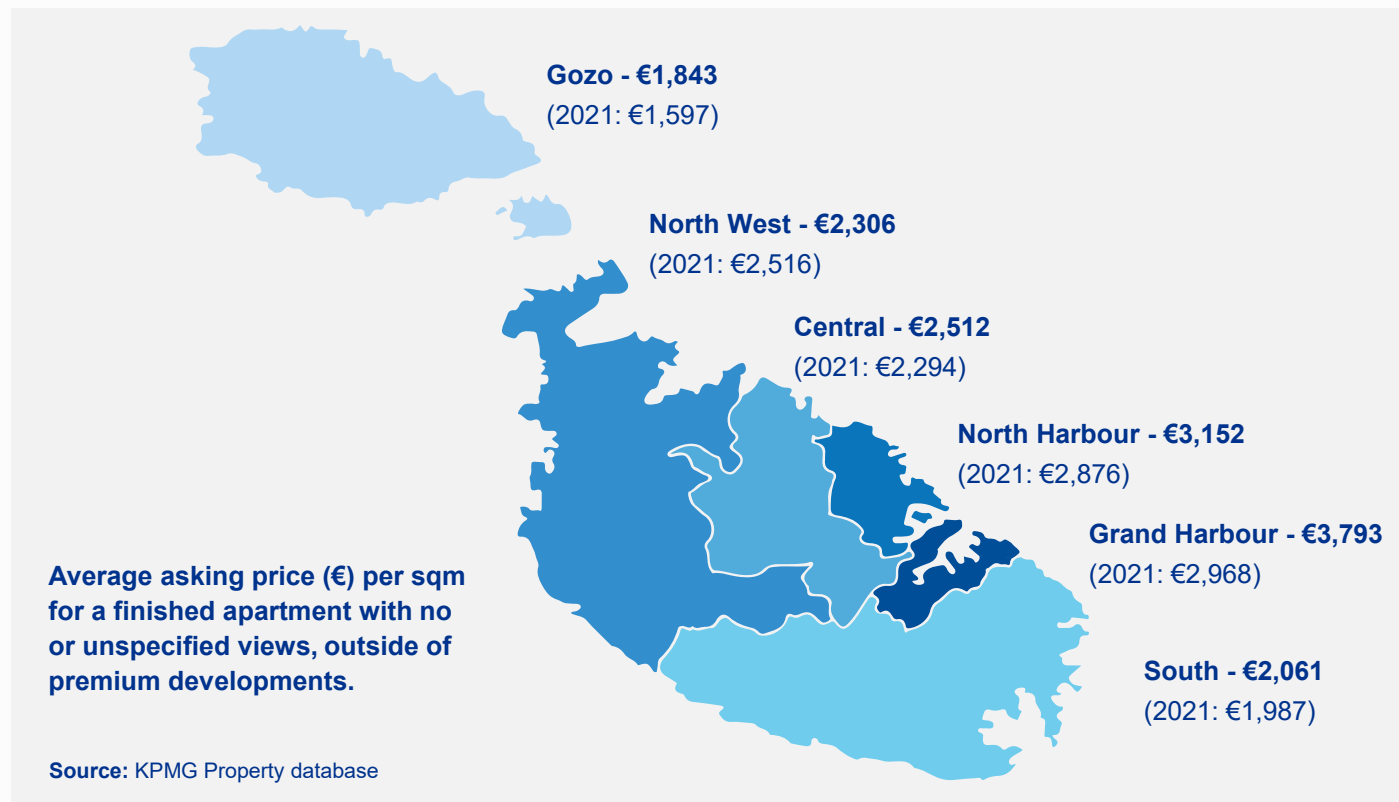 Gozo - €1,843
(2021: €1,597)
North West - €2,306
(2021: €2,516)
Central - €2,512
(2021: €2,294)
North Harbour - €3,152
(2021: €2,876)
Grand Harbour - €3,793
(2021: €2,968)
South - €2,061
(2021: €1,987)
Average asking price (€) per sqm
for a finished apartment with no
or unspecified views, outside of
premium developments.
Source: KPMG Property database